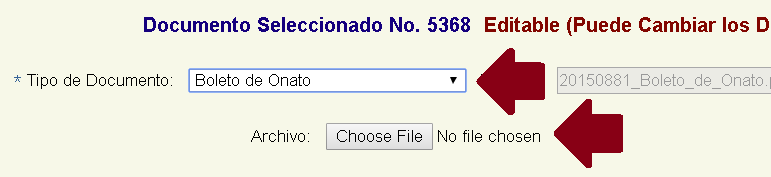 Documento Seleccionado No. 5368 Editable (Puede Cambiar los D
* Tipo de Documento: Boleto de Onato 20150881_Boleto_de_Onato.p
Archivo: Choose File No file chosen